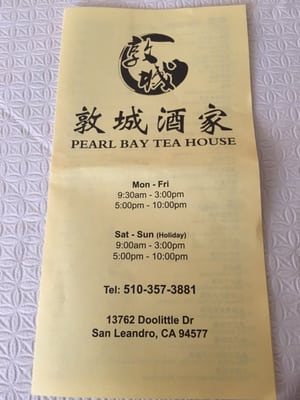 敦城
敦城酒家
PEARL BAY TEA HOUSE
Mon - Fri
9:30am - 3:00pm
5:00pm - 10:00pm
Sat - Sun (Holiday)
9:00am - 3:00pm
5:00pm - 10:00pm
Tel: 510-357-3881
13762 Doolittle Dr
San Leandro, CA 94577